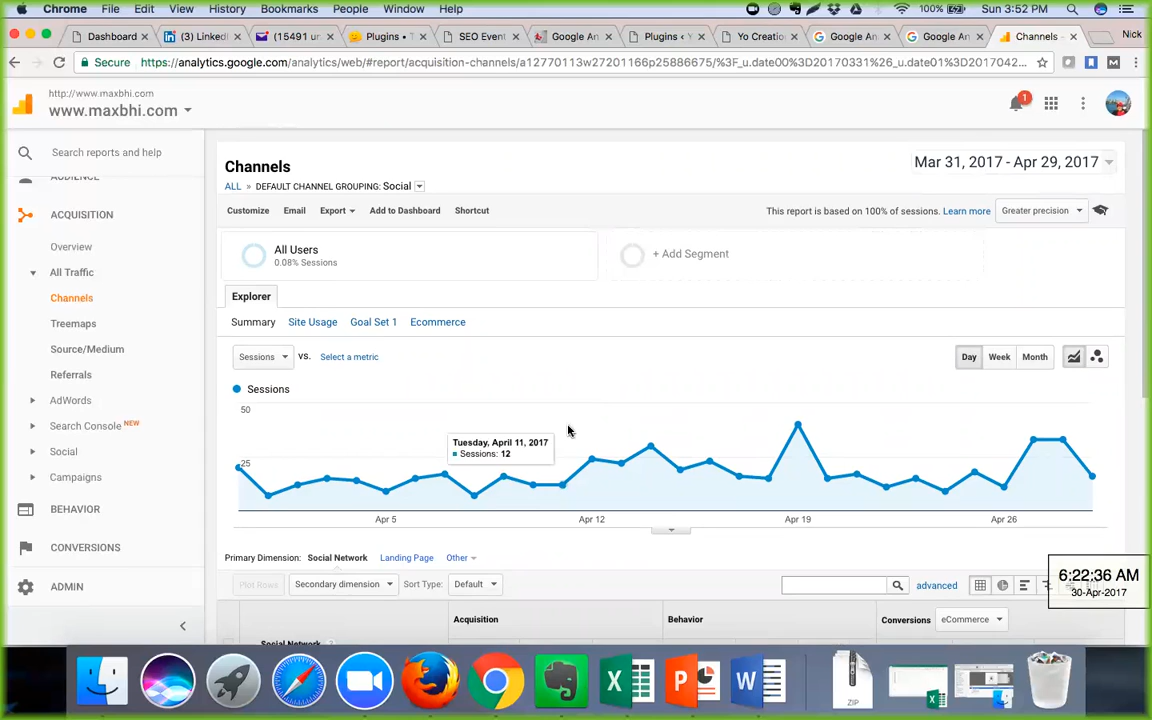 Chrome File Edit View History Bookmarks People Window Help 100% Sun 3:52 PM
Dashboard (3) Linked (15491 u Plugins • T SEO Event Google An Plugins ‹ Y Yo Creation Google An Google An Channels - Nick
Secure https://analytics.google.com/analytics/web/#report/acquisition-channels/a12770113w27201166p25886675/%3F_u.date00%3D20170331%26_u.date01%3D2017042...
http://www.maxbhi.com
www.maxbhi.com
1
Search reports and help
AUDIENCE
ACQUISITION
Overview
All Traffic
Channels
Treemaps
Source/Medium
Referrals
AdWords
Search Console NEW
Social
Campaigns
BEHAVIOR
CONVERSIONS
ADMIN
Channels
Mar 31, 2017 - Apr 29, 2017
ALL » DEFAULT CHANNEL GROUPING: Social
Customize Email Export Add to Dashboard Shortcut
This report is based on 100% of sessions. Learn more Greater precision
All Users
0.08% Sessions
+ Add Segment
Explorer
Summary Site Usage Goal Set 1 Ecommerce
Sessions vs. Select a metric
Day Week Month
Sessions
50
25
Tuesday, April 11, 2017
Sessions: 12
Apr 5 Apr 12 Apr 19 Apr 26
Primary Dimension: Social Network Landing Page Other
Plot Rows Secondary dimension Sort Type: Default
advanced
6:22:36 AM
30-Apr-2017
Acquisition Behavior Conversions eCommerce
Social Network
ZIP